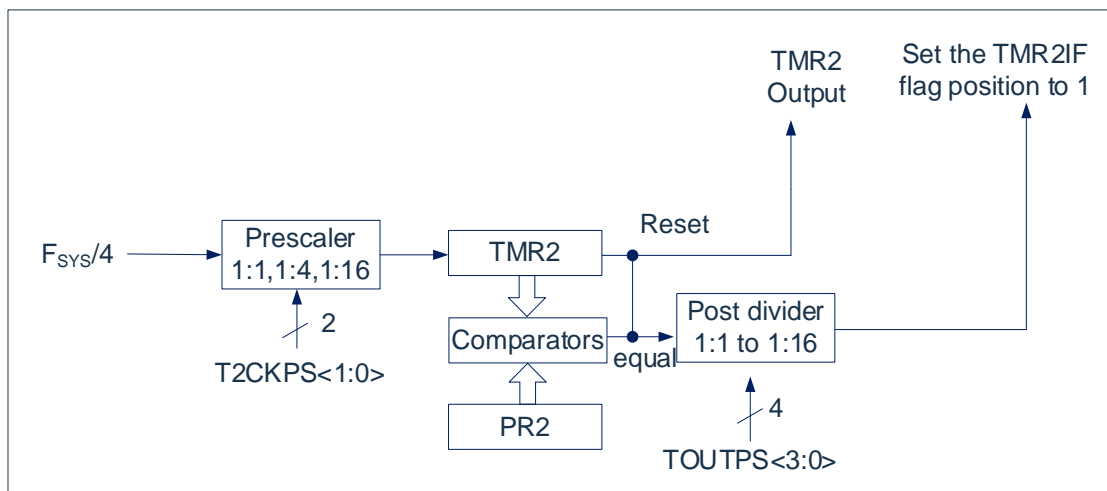 TMR2
Output
Set the TMR2IF
flag position to 1
Reset
F_SYS/4
Prescaler
1:1,1:4,1:16
TMR2
2
T2CKPS<1:0>
Comparators
equal
Post divider
1:1 to 1:16
PR2
4
TOUTPS<3:0>